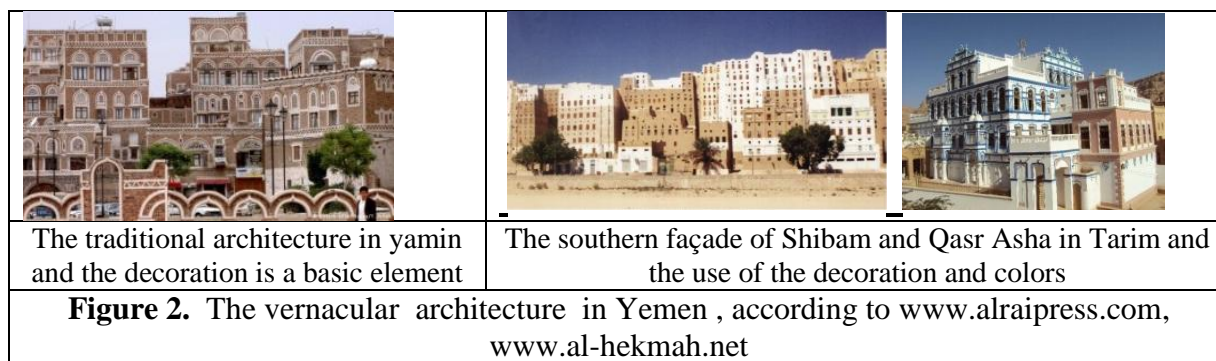 The traditional architecture in yamin
and the decoration is a basic element
The southern façade of Shibam and Qasr Asha in Tarim and
the use of the decoration and colors
Figure 2.  The vernacular  architecture  in Yemen , according to www.alraipress.com,
www.al-hekmah.net